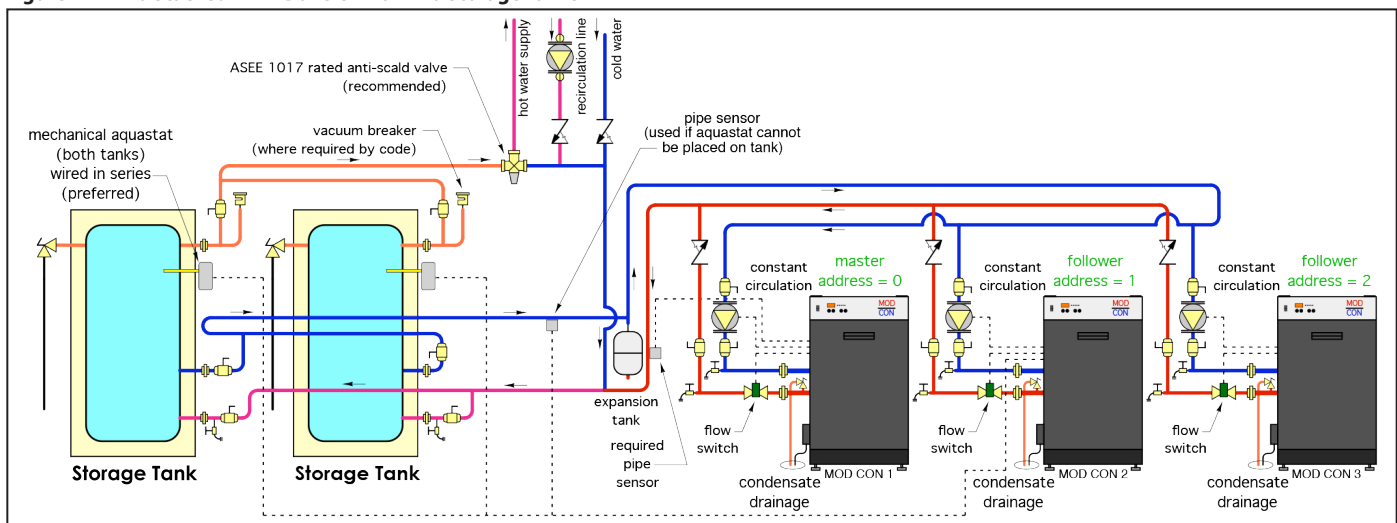 hot water supply
recirculation line
cold water
ASEE 1017 rated anti-scald valve
(recommended)
pipe sensor
(used if aquastat cannot
be placed on tank)
mechanical aquastat
(both tanks)
wired in series
(preferred)
vacuum breaker
(where required by code)
constant
circulation
master
address = 0
constant
circulation
follower
address = 1
constant
circulation
follower
address = 2
MOD
CON
MOD
CON
MOD
CON
expansion
tank
required
pipe
sensor
flow
switch
flow
switch
flow
switch
Storage Tank
Storage Tank
MOD CON 1
MOD CON 2
MOD CON 3
condensate
drainage
condensate
drainage
condensate
drainage